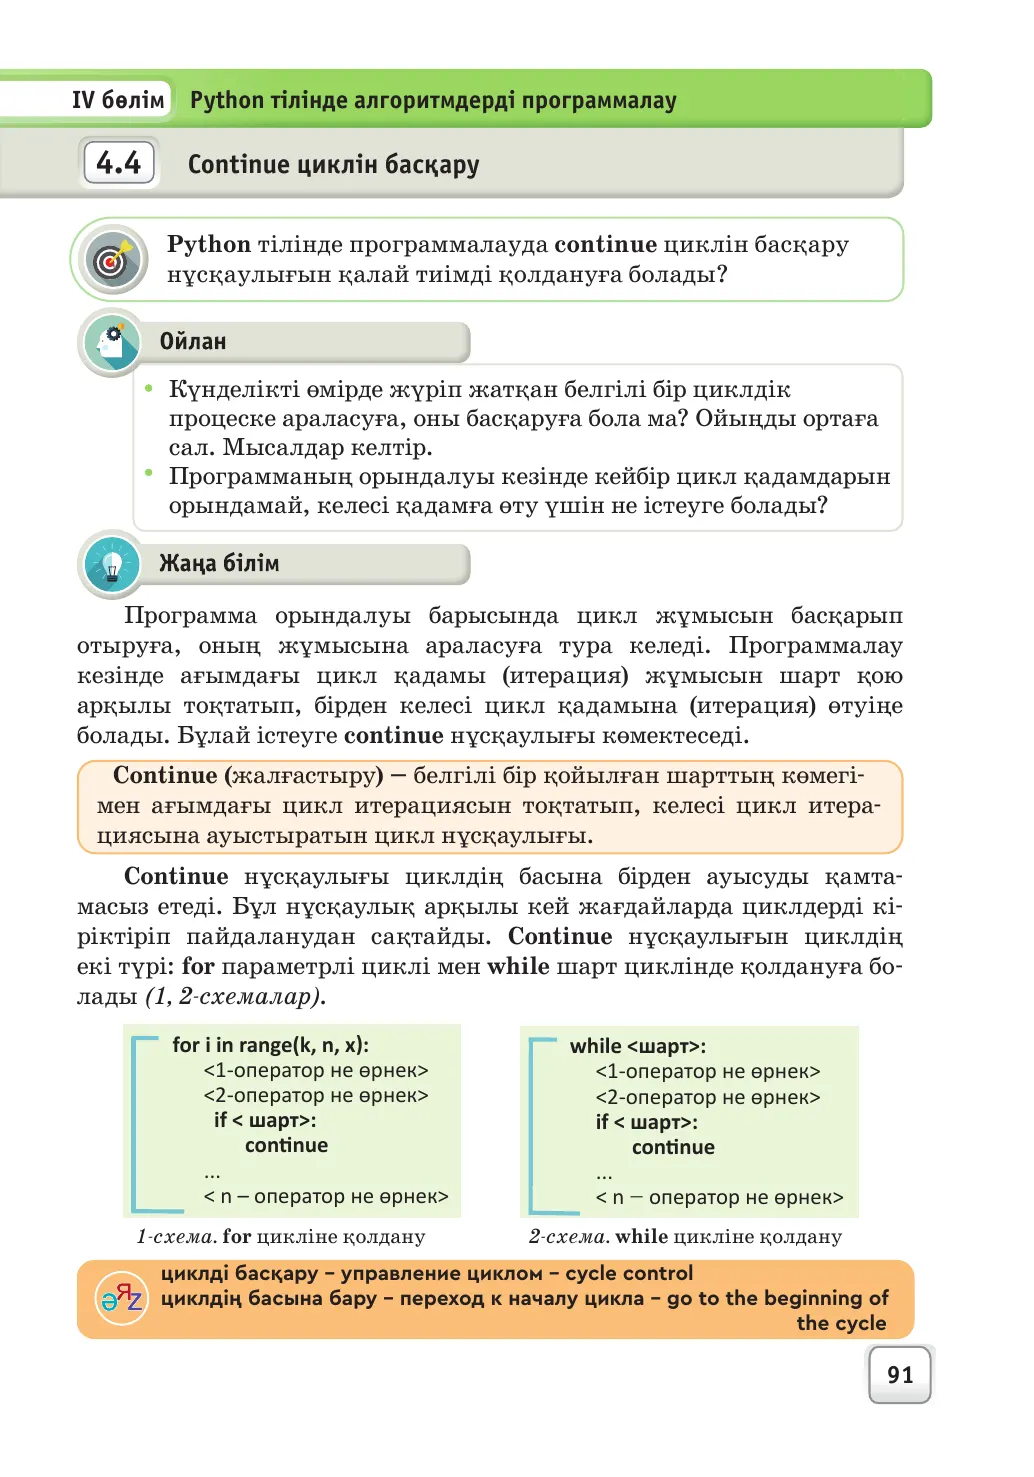 IV бөлім
Python тілінде алгоритмдерді программалау
4.4
Continue циклін басқару
Python тілінде программалауда continue циклін басқару
нұсқаулығын қалай тиімді қолдануға болады?
Ойлан
• Күнделікті өмірде жүріп жатқан белгілі бір циклдік
процеске араласуға, оны басқаруға бола ма? Ойыңды ортаға
сал. Мысалдар келтір.
• Программаның орындалуы кезінде кейбір цикл қадамдарын
орындамай, келесі қадамға өту үшін не істеуге болады?
Жаңа білім
Программа орындалуы барысында цикл жұмысын басқарып
отыруға, оның жұмысына араласуға тура келеді. Программалау
кезінде ағымдағы цикл қадамы (итерация) жұмысын шарт қою
арқылы тоқтатып, бірден келесі цикл қадамына (итерация) өтуіңе
болады. Бұлай істеуге continue нұсқаулығы көмектеседі.
Continue (жалғастыру) – белгілі бір қойылған шарттың көмегі-
мен ағымдағы цикл итерациясын тоқтатып, келесі цикл итера-
циясына ауыстыратын цикл нұсқаулығы.
Continue нұсқаулығы циклдің басына бірден ауысуды қамта-
масыз етеді. Бұл нұсқаулық арқылы кей жағдайларда циклдерді кі-
ріктіріп пайдаланудан сақтайды. Continue нұсқаулығын циклдің
екі түрі: for параметрлі циклі мен while шарт циклінде қолдануға бо-
лады (1, 2-схемалар).
for i in range(k, n, x):
<1-оператор не өрнек>
<2-оператор не өрнек>
if < шарт>:
continue
...
< n – оператор не өрнек>
1-схема. for цикліне қолдану
while <шарт>:
<1-оператор не өрнек>
<2-оператор не өрнек>
if < шарт>:
continue
...
< n – оператор не өрнек>
2-схема. while цикліне қолдану
әЯz
циклді басқару – управление циклом – cycle control
циклдің басына бару – переход к началу цикла – go to the beginning of
the cycle
91